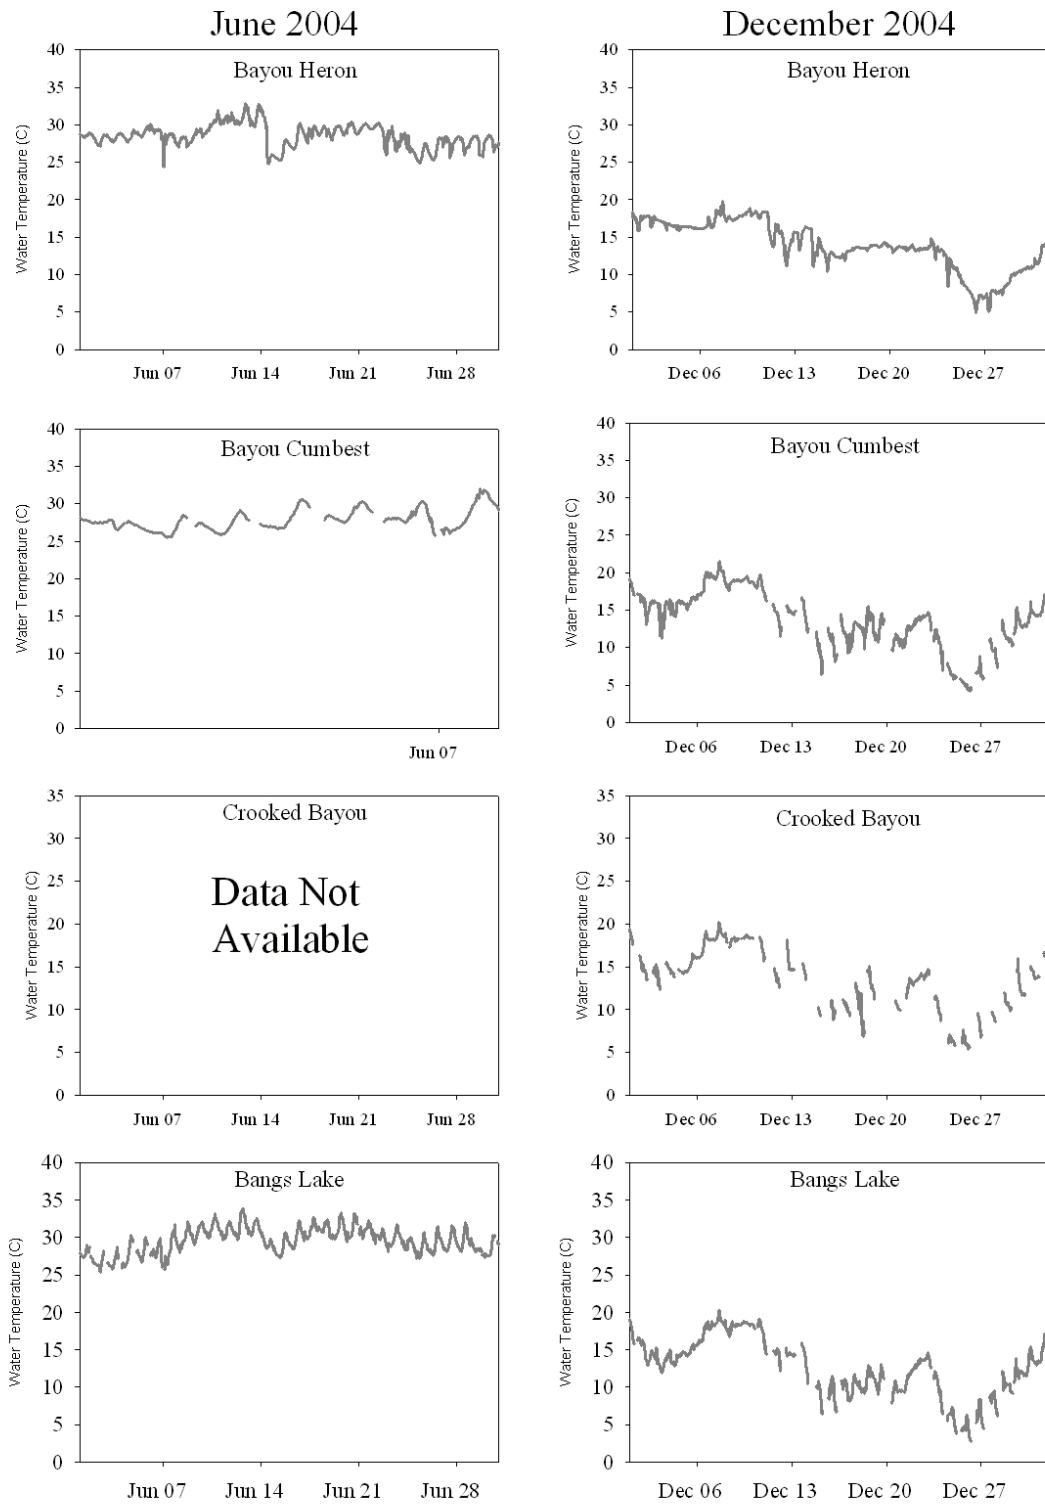 June 2004
December 2004
Bayou Heron
Water Temperature (C)
40
35
30
25
20
15
10
5
0
Jun 07 Jun 14 Jun 21 Jun 28
Bayou Heron
Water Temperature (C)
40
35
30
25
20
15
10
5
0
Dec 06 Dec 13 Dec 20 Dec 27
Bayou Cumbest
Water Temperature (C)
40
35
30
25
20
15
10
5
0
Jun 07
Bayou Cumbest
Water Temperature (C)
40
35
30
25
20
15
10
5
0
Dec 06 Dec 13 Dec 20 Dec 27
Crooked Bayou
Data Not
Available
Water Temperature (C)
35
30
25
20
15
10
5
0
Jun 07 Jun 14 Jun 21 Jun 28
Crooked Bayou
Water Temperature (C)
35
30
25
20
15
10
5
0
Dec 06 Dec 13 Dec 20 Dec 27
Bangs Lake
Water Temperature (C)
40
35
30
25
20
15
10
5
0
Jun 07 Jun 14 Jun 21 Jun 28
Bangs Lake
Water Temperature (C)
40
35
30
25
20
15
10
5
0
Dec 06 Dec 13 Dec 20 Dec 27